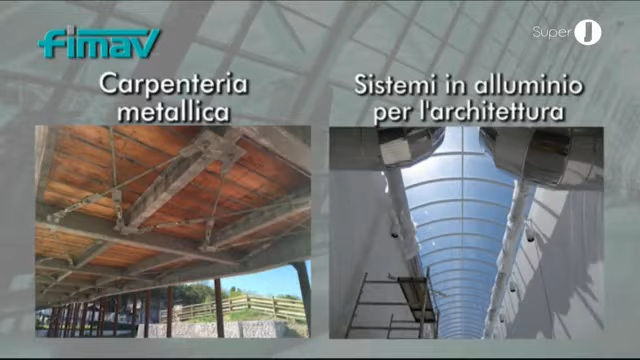 fimav
Super J
Carpenteria
metallica
Sistemi in alluminio
per l'architettura